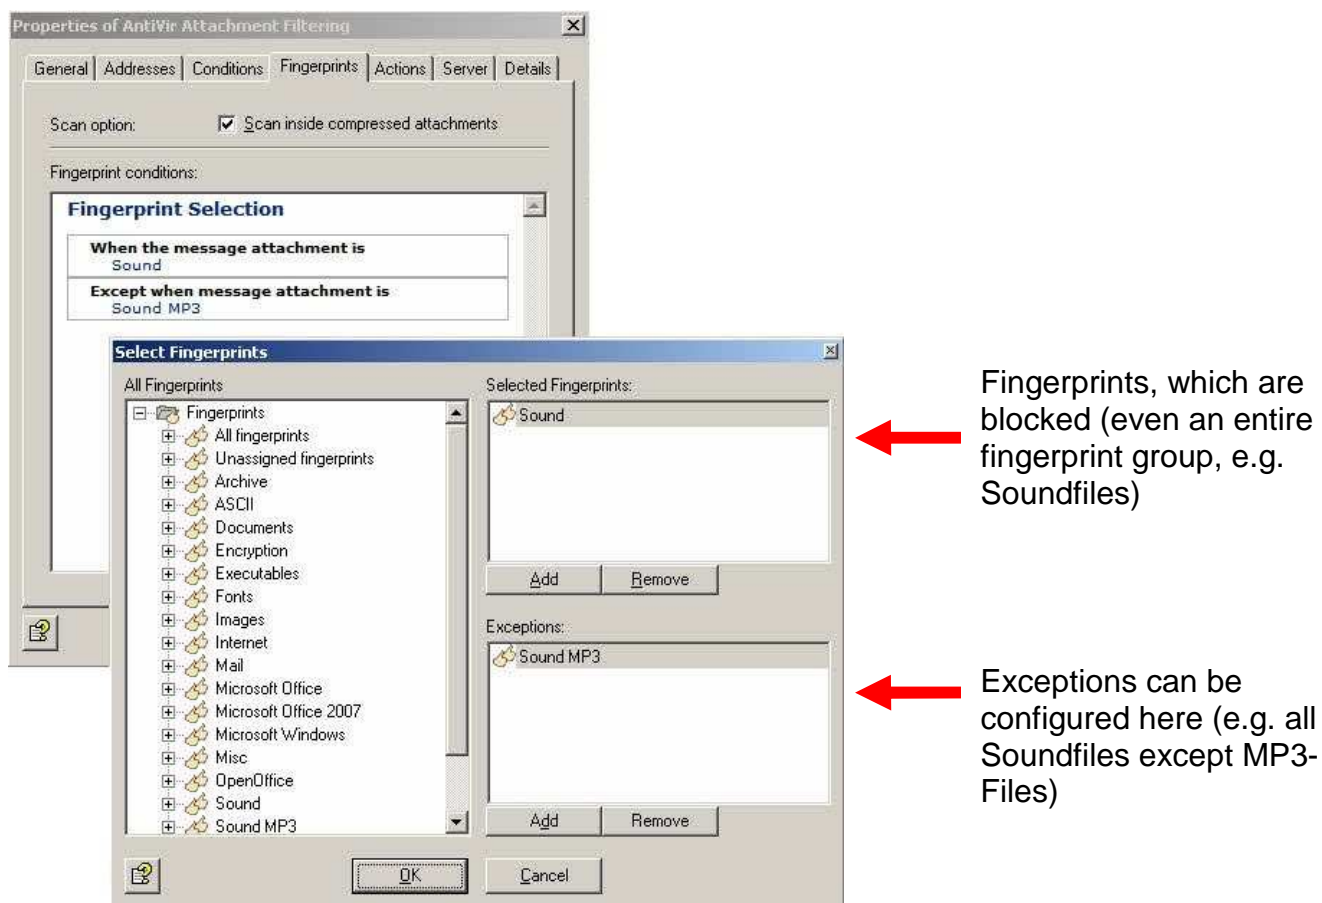 Properties of AntiVir Attachment Filtering
General Addresses Conditions Fingerprints Actions Server Details
Scan option: Scan inside compressed attachments
Fingerprint conditions:
Fingerprint Selection
When the message attachment is
Sound
Except when message attachment is
Sound MP3
Select Fingerprints
All Fingerprints
Fingerprints
All fingerprints
Unassigned fingerprints
Archive
ASCII
Documents
Encryption
Executables
Fonts
Images
Internet
Mail
Microsoft Office
Microsoft Office 2007
Microsoft Windows
Misc
OpenOffice
Sound
Sound MP3
Selected Fingerprints:
Sound
Add Remove
Exceptions:
Sound MP3
Add Remove
OK Cancel
Fingerprints, which are
blocked (even an entire
fingerprint group, e.g.
Soundfiles)
Exceptions can be
configured here (e.g. all
Soundfiles except MP3-
Files)